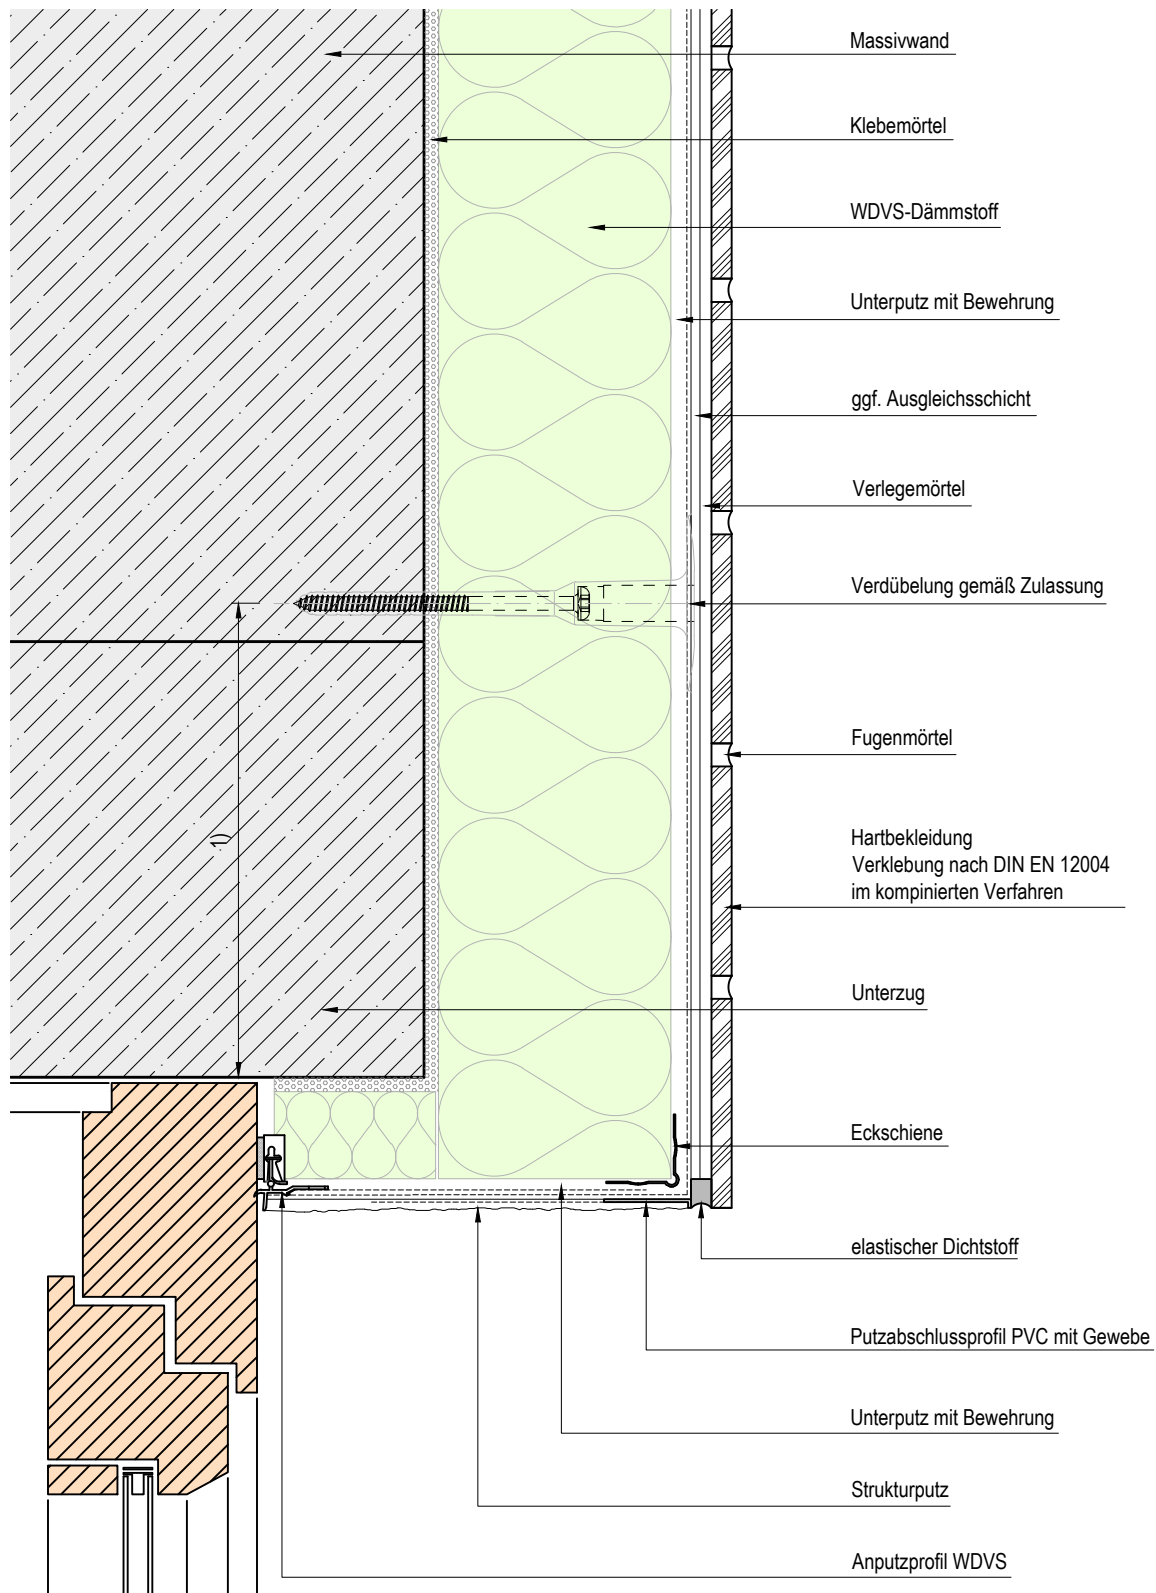 Massivwand
Klebemörtel
WDVS-Dämmstoff
Unterputz mit Bewehrung
ggf. Ausgleichsschicht
Verlegemörtel
Verdübelung gemäß Zulassung
Fugenmörtel
1)
Hartbekleidung
Verklebung nach DIN EN 12004
im kompinierten Verfahren
Unterzug
Eckschiene
elastischer Dichtstoff
Putzabschlussprofil PVC mit Gewebe
Unterputz mit Bewehrung
Strukturputz
Anputzprofil WDVS